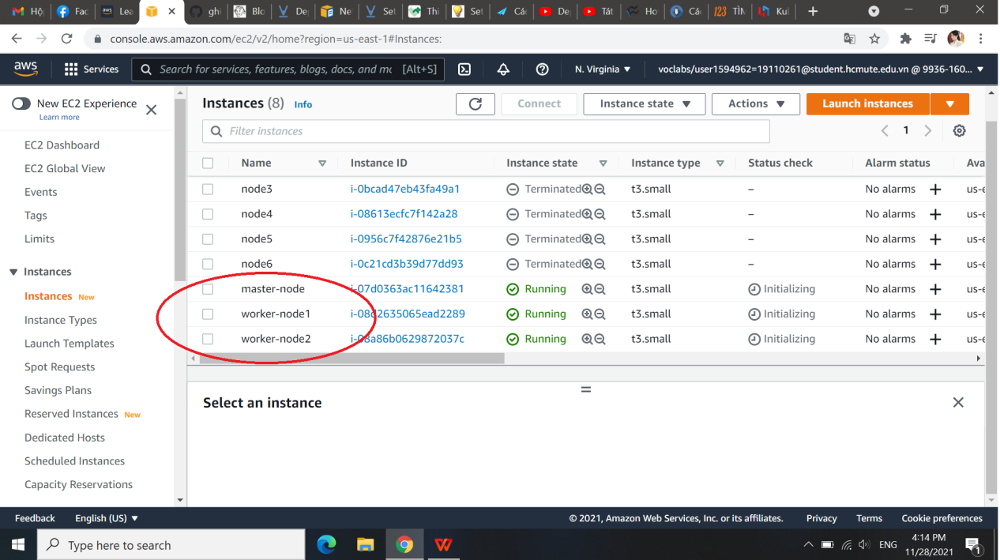 Hộ
Fac
Lea
ghi
Blo
De
Ne
Set
Thi
Set
Các
De
Tất
Ho
Các
123 TÌM
Kul
console.aws.amazon.com/ec2/v2/home?region=us-east-1#Instances:
aws
Services
Search for services, features, blogs, docs, and mo
[Alt+S]
N. Virginia
voclabs/user1594962=19110261@student.hcmute.edu.vn @ 9936-160...
New EC2 Experience
Learn more
EC2 Dashboard
EC2 Global View
Events
Tags
Limits
Instances
Instances New
Instance Types
Launch Templates
Spot Requests
Savings Plans
Reserved Instances New
Dedicated Hosts
Scheduled Instances
Capacity Reservations
Instances (8) Info
Connect
Instance state
Actions
Launch instances
Filter instances
1
Name Instance ID Instance state Instance type Status check Alarm status Ava
node3 i-0bcad47eb43fa49a1 Terminated t3.small – No alarms + us-e
node4 i-08613ecfc7f142a28 Terminated t3.small – No alarms + us-e
node5 i-0956c7f42876e21b5 Terminated t3.small – No alarms + us-e
node6 i-0c21cd3b39d77dd93 Terminated t3.small – No alarms + us-e
master-node i-07d0363ac11642381 Running t3.small Initializing No alarms + us-e
worker-node1 i-08c2635065ead2289 Running t3.small Initializing No alarms + us-e
worker-node2 i-08a86b0629872037c Running t3.small Initializing No alarms + us-e
Select an instance
Feedback English (US) © 2021, Amazon Web Services, Inc. or its affiliates. Privacy Terms Cookie preferences
Type here to search
ENG
4:14 PM
11/28/2021
1